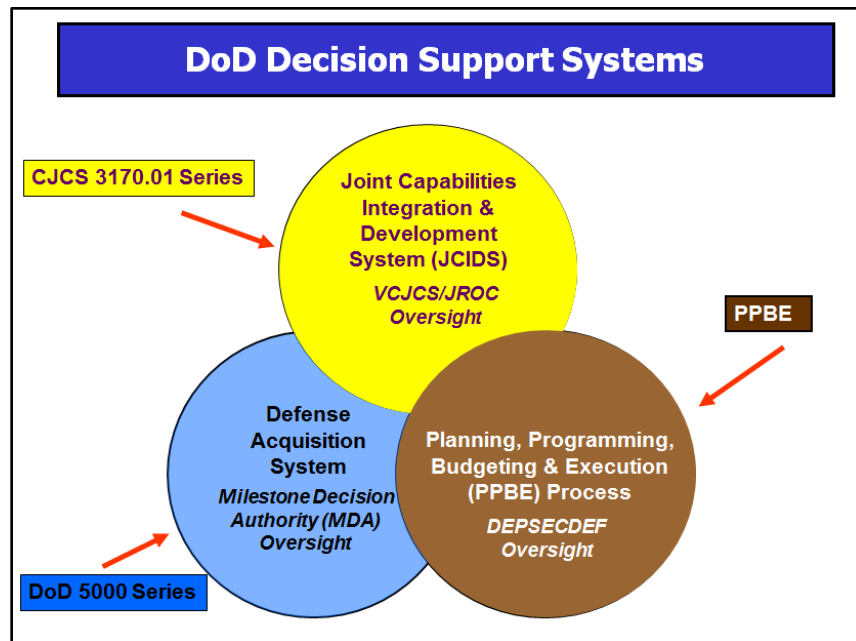 DoD Decision Support Systems
CJCS 3170.01 Series
Joint Capabilities
Integration &
Development
System (JCIDS)
VCJCS/JROC
Oversight
PPBE
Defense
Acquisition
System
Milestone Decision
Authority (MDA)
Oversight
Planning, Programming,
Budgeting & Execution
(PPBE) Process
DEPSECDEF
Oversight
DoD 5000 Series